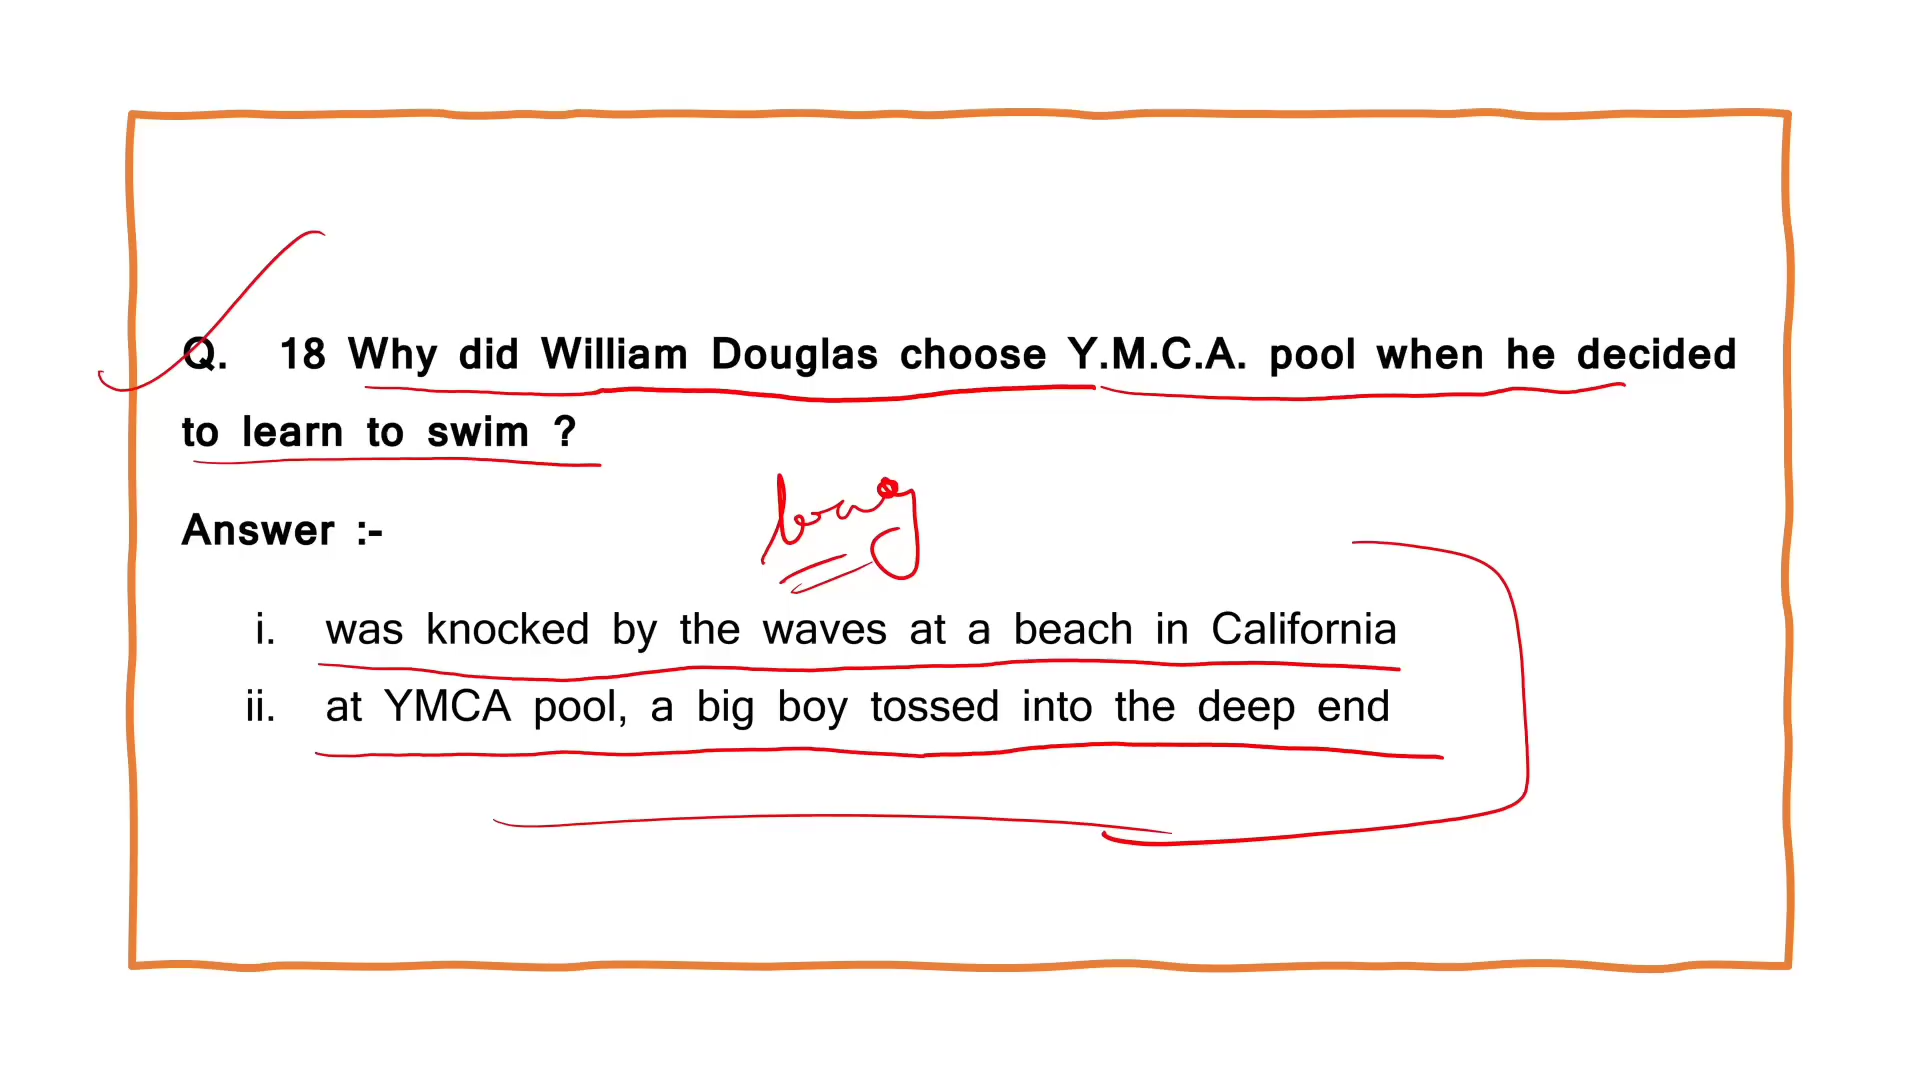 Q. 18 Why did William Douglas choose Y.M.C.A. pool when he decided
to learn to swim ?
Answer :-
i. was knocked by the waves at a beach in California
ii. at YMCA pool, a big boy tossed into the deep end